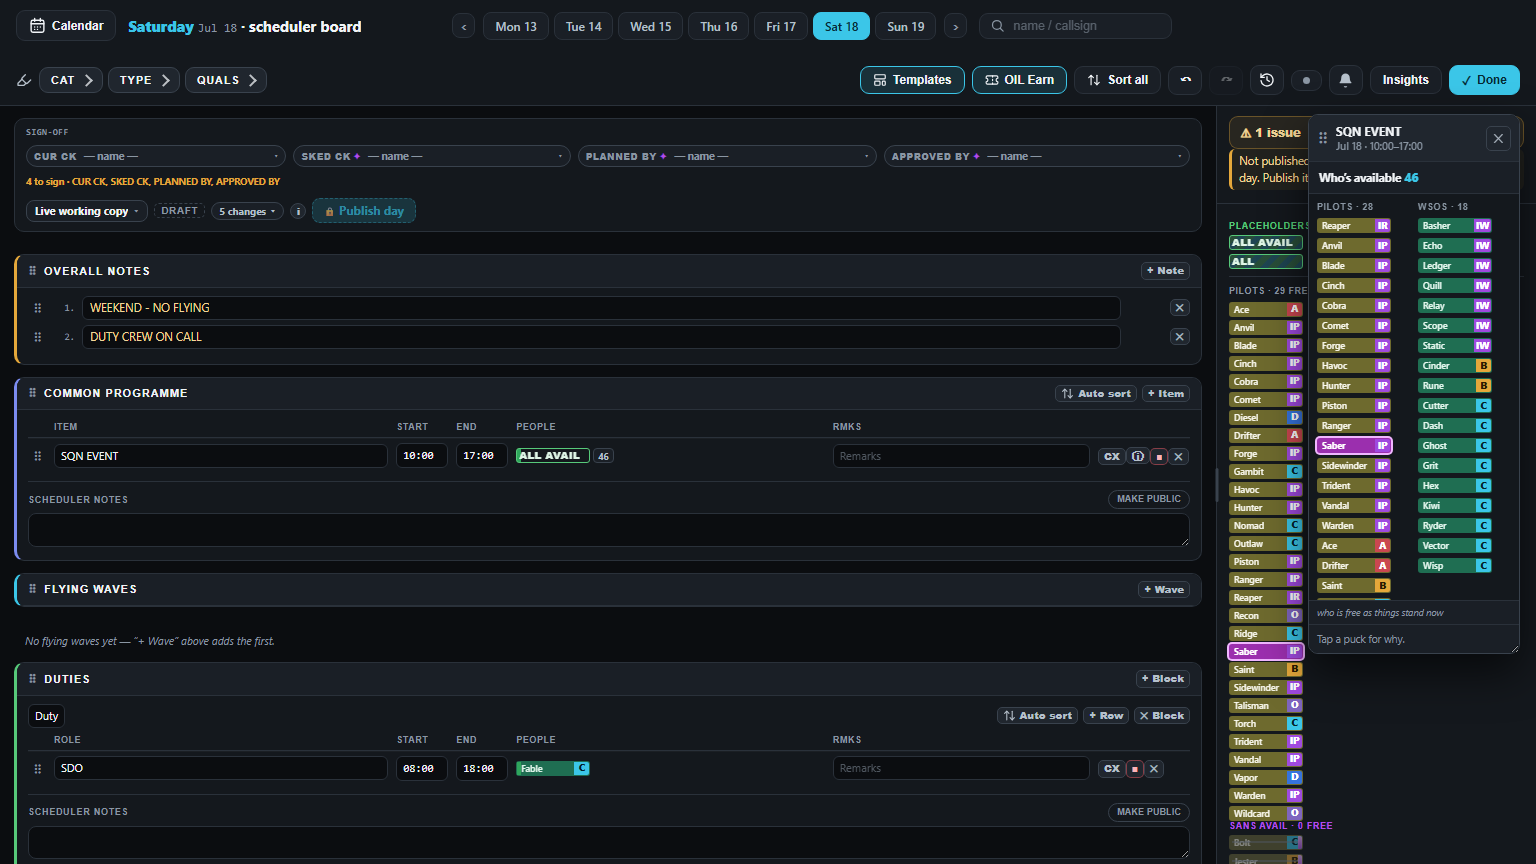 Calendar
Saturday Jul 18 · scheduler board
‹
Mon 13
Tue 14
Wed 15
Thu 16
Fri 17
Sat 18
Sun 19
›
name / callsign
CAT
TYPE
QUALS
Templates
OIL Earn
Sort all
Insights
✓ Done
SIGN-OFF
CUR CK — name —
SKED CK ✦ — name —
PLANNED BY ✦ — name —
APPROVED BY ✦ — name —
4 to sign · CUR CK, SKED CK, PLANNED BY, APPROVED BY
Live working copy
DRAFT
5 changes
i
Publish day
OVERALL NOTES
+ Note
1. WEEKEND - NO FLYING
2. DUTY CREW ON CALL
COMMON PROGRAMME
Auto sort
+ Item
ITEM START END PEOPLE RMKS
SQN EVENT 10:00 17:00 ALL AVAIL 46 Remarks CX
SCHEDULER NOTES
MAKE PUBLIC
FLYING WAVES
+ Wave
No flying waves yet — "+ Wave" above adds the first.
DUTIES
+ Block
Duty
Auto sort
+ Row
× Block
ROLE START END PEOPLE RMKS
SDO 08:00 18:00 Fable C Remarks CX
SCHEDULER NOTES
MAKE PUBLIC
1 issue
Not published
day. Publish it
PLACEHOLDERS
ALL AVAIL
ALL
PILOTS · 29 FREE
Ace A
Anvil IP
Blade IP
Cinch IP
Cobra IP
Comet IP
Diesel D
Drifter A
Forge IP
Gambit C
Havoc IP
Hunter IP
Nomad C
Outlaw C
Piston IP
Ranger IP
Reaper IR
Recon O
Ridge C
Saber IP
Saint B
Sidewinder IP
Talisman O
Torch C
Trident IP
Vandal IP
Vapor D
Warden IP
Wildcard O
SANS AVAIL · 0 FREE
Bolt C
Jester B
SQN EVENT
Jul 18 · 10:00–17:00
Who's available 46
PILOTS · 28
Reaper IR
Anvil IP
Blade IP
Cinch IP
Cobra IP
Comet IP
Forge IP
Havoc IP
Hunter IP
Piston IP
Ranger IP
Saber IP
Sidewinder IP
Trident IP
Vandal IP
Warden IP
Ace A
Drifter A
Saint B
WSOS · 18
Basher IW
Echo IW
Ledger IW
Quill IW
Relay IW
Scope IW
Static IW
Cinder B
Rune B
Cutter C
Dash C
Ghost C
Grit C
Hex C
Kiwi C
Ryder C
Vector C
Wisp C
who is free as things stand now
Tap a puck for why.